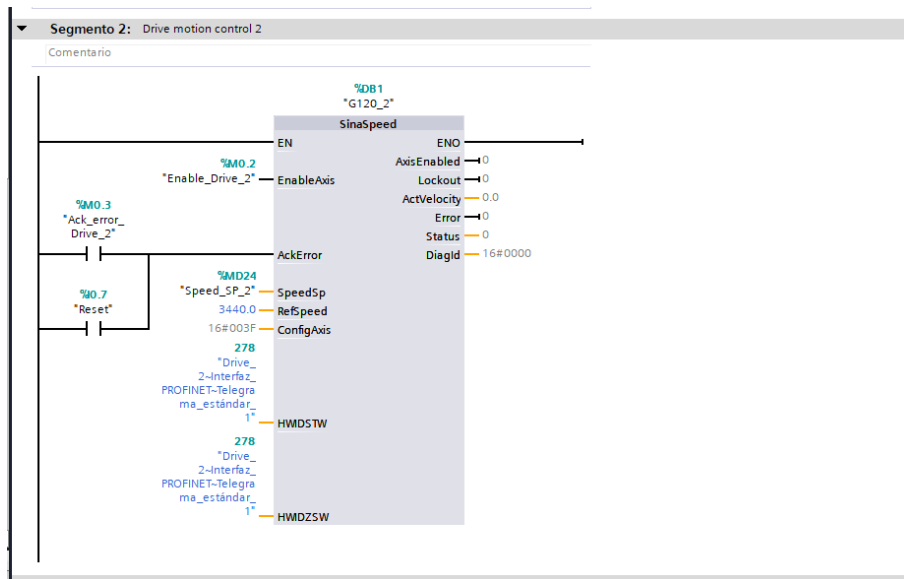 Segmento 2: Drive motion control 2
Comentario
%DB1
"G120_2"
SinaSpeed
EN ENO
%M0.2
"Enable_Drive_2" EnableAxis
AxisEnabled 0
Lockout 0
ActVelocity 0.0
Error 0
Status 0
DiagId 16#0000
%M0.3
"Ack_error_
Drive_2"
AckError
%I0.7
"Reset"
%MD24
"Speed_SP_2" SpeedSp
3440.0 RefSpeed
16#003F ConfigAxis
278
"Drive_
2~Interfaz_
PROFINET~Telegra
ma_estándar_
1" HWIDSTW
278
"Drive_
2~Interfaz_
PROFINET~Telegra
ma_estándar_
1" HWIDZSW